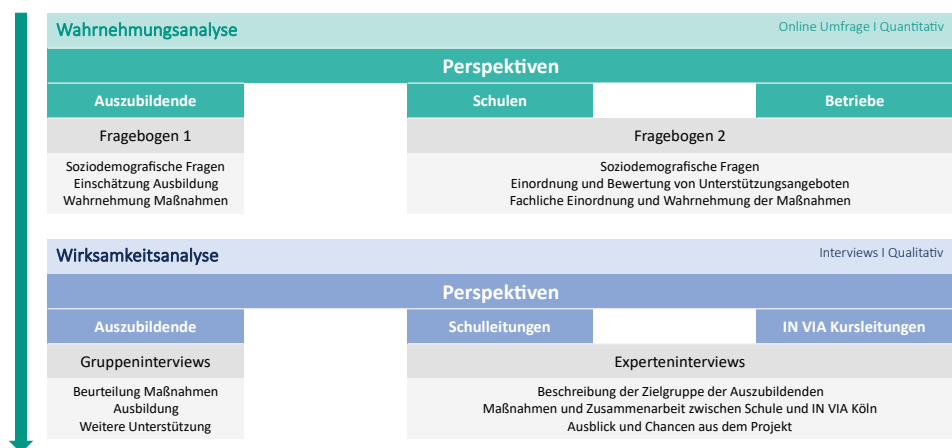 Wahrnehmungsanalyse
Online Umfrage I Quantitativ
Perspektiven
Auszubildende
Schulen
Betriebe
Fragebogen 1
Fragebogen 2
Soziodemografische Fragen
Einschätzung Ausbildung
Wahrnehmung Maßnahmen
Soziodemografische Fragen
Einordnung und Bewertung von Unterstützungsangeboten
Fachliche Einordnung und Wahrnehmung der Maßnahmen
Wirksamkeitsanalyse
Interviews I Qualitativ
Perspektiven
Auszubildende
Schulleitungen
IN VIA Kursleitungen
Gruppeninterviews
Experteninterviews
Beurteilung Maßnahmen
Ausbildung
Weitere Unterstützung
Beschreibung der Zielgruppe der Auszubildenden
Maßnahmen und Zusammenarbeit zwischen Schule und IN VIA Köln
Ausblick und Chancen aus dem Projekt